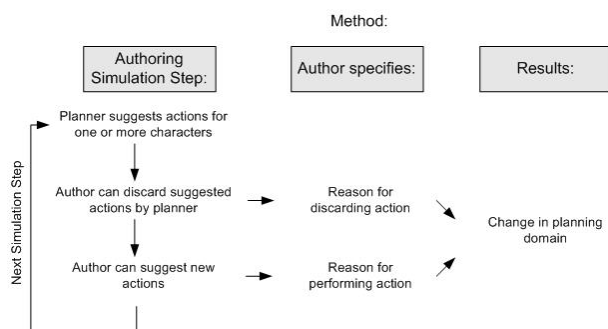 Method:
Authoring
Simulation Step:
Author specifies:
Results:
Planner suggests actions for
one or more characters
Next Simulation Step
Author can discard suggested
actions by planner
Reason for
discarding action
Change in planning
domain
Author can suggest new
actions
Reason for
performing action